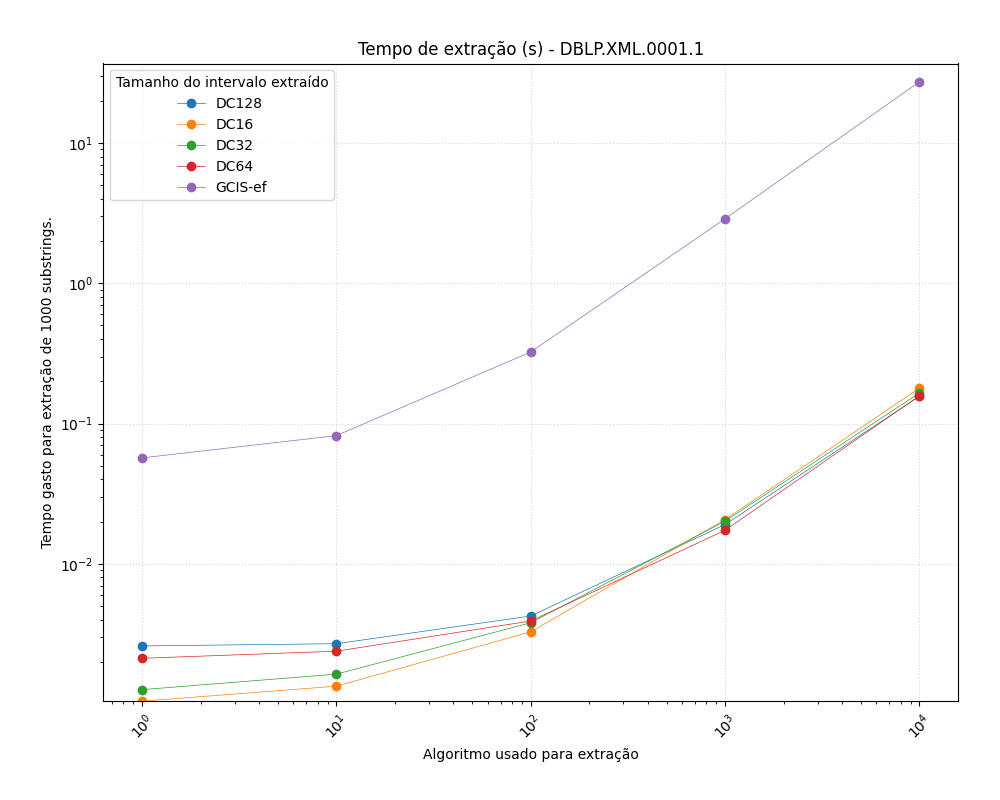 Tempo de extração (s) - DBLP.XML.0001.1
Tamanho do intervalo extraído
DC128
DC16
DC32
DC64
GCIS-ef
Tempo gasto para extração de 1000 substrings.
10¹
10⁰
10⁻¹
10⁻²
10⁰
10¹
10²
10³
10⁴
Algoritmo usado para extração